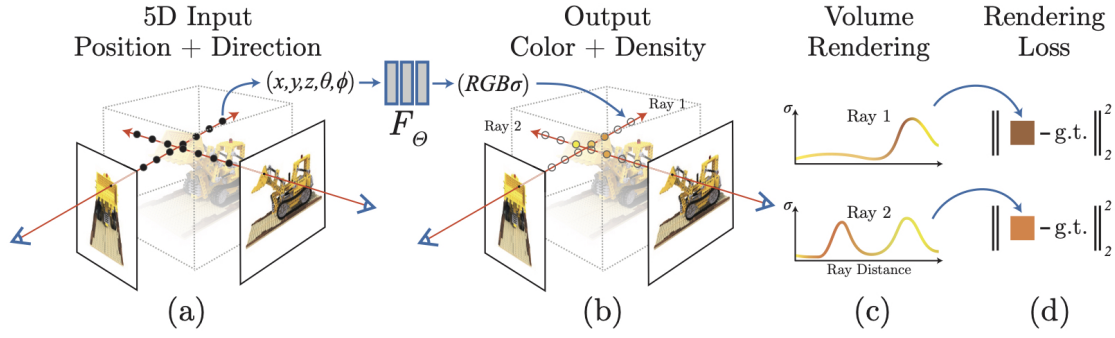 5D Input
Position + Direction
Output
Color + Density
Volume
Rendering
Rendering
Loss
(x,y,z,θ,ϕ)
F_Θ
(RGBσ)
Ray 1
Ray 2
σ
Ray 1
‖ – g.t. ‖₂²
σ
Ray 2
Ray Distance
‖ – g.t. ‖₂²
(a)
(b)
(c)
(d)